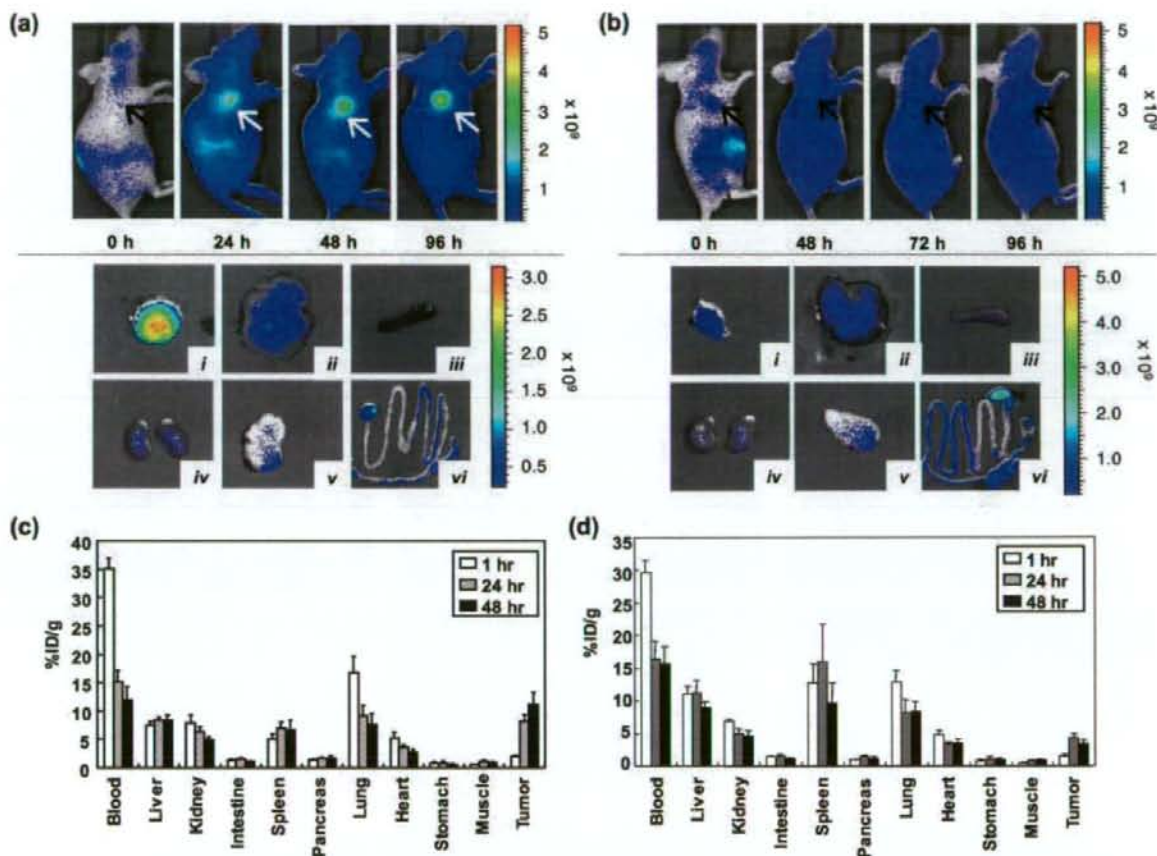 (a)
5
4
3
2
1
x 10⁹
0 h 24 h 48 h 96 h
i ii iii
iv v vi
3.0
2.5
2.0
1.5
1.0
0.5
x 10⁹
(b)
5
4
3
2
1
x 10⁹
0 h 48 h 72 h 96 h
i ii iii
iv v vi
5.0
4.0
3.0
2.0
1.0
x 10⁹
(c)
40
35
30
25
20
15
10
5
0
%ID/g
1 hr
24 hr
48 hr
Blood
Liver
Kidney
Intestine
Spleen
Pancreas
Lung
Heart
Stomach
Muscle
Tumor
(d)
35
30
25
20
15
10
5
0
%ID/g
1 hr
24 hr
48 hr
Blood
Liver
Kidney
Intestine
Spleen
Pancreas
Lung
Heart
Stomach
Muscle
Tumor